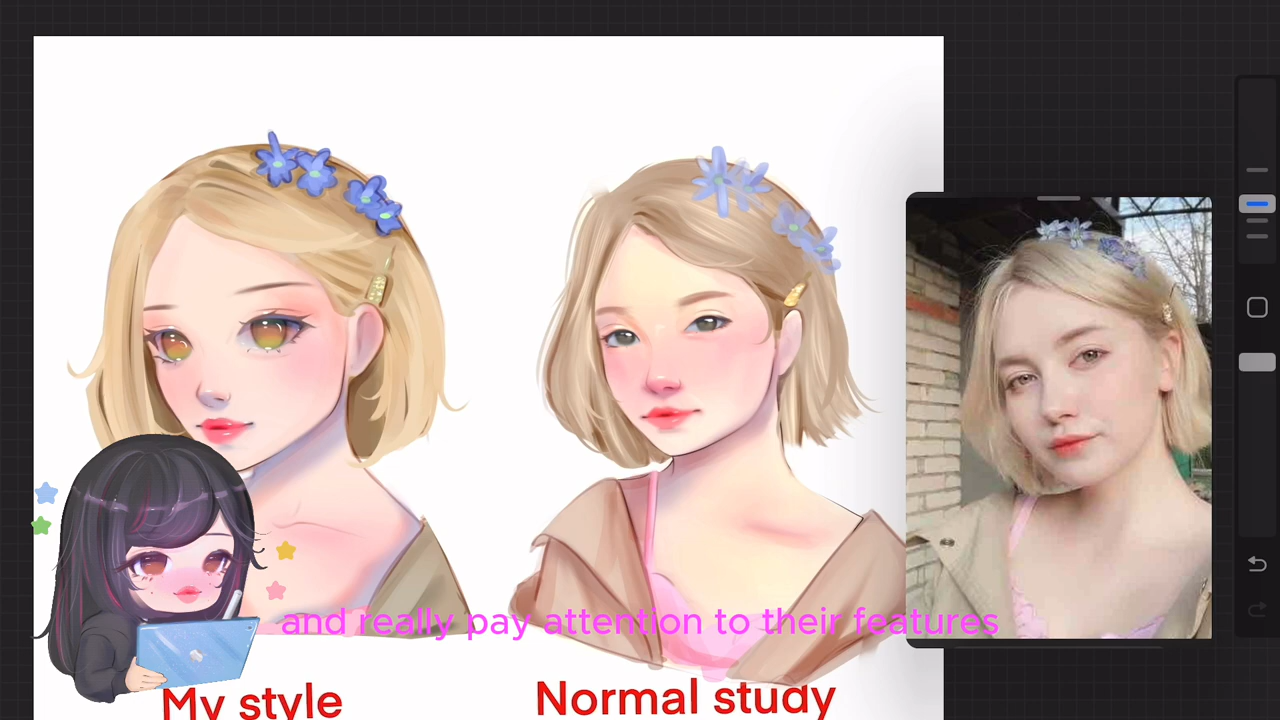 and really pay attention to their features
My style
Normal study